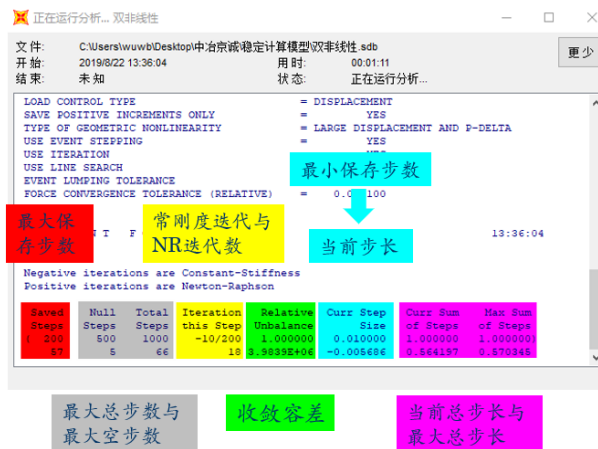 正在运行分析... 双非线性
文件: C:\Users\wuwb\Desktop\中冶京诚\稳定计算模型\双非线性.sdb
更少
开始: 2019/8/22 13:36:04 用时: 00:01:11
结束: 未知 状态: 正在运行分析...
LOAD CONTROL TYPE = DISPLACEMENT
SAVE POSITIVE INCREMENTS ONLY = YES
TYPE OF GEOMETRIC NONLINEARITY = LARGE DISPLACEMENT AND P-DELTA
USE EVENT STEPPING = YES
USE ITERATION
USE LINE SEARCH
EVENT LUMPING TOLERANCE
FORCE CONVERGENCE TOLERANCE (RELATIVE) =
最小保存步数
最大保
存步数
常刚度迭代与
NR迭代数
当前步长
13:36:04
Negative iterations are Constant-Stiffness
Positive iterations are Newton-Raphson
Saved Null Total Iteration Relative Curr Step Curr Sum Max Sum
Steps Steps Steps this Step Unbalance Size of Steps of Steps
( 200 500 1000 -10/200 1.000000 0.010000 1.000000 1.000000)
57 5 66 18 3.9839E+06 -0.005686 0.564197 0.570345
最大总步数与
最大空步数
收敛容差
当前总步长与
最大总步长